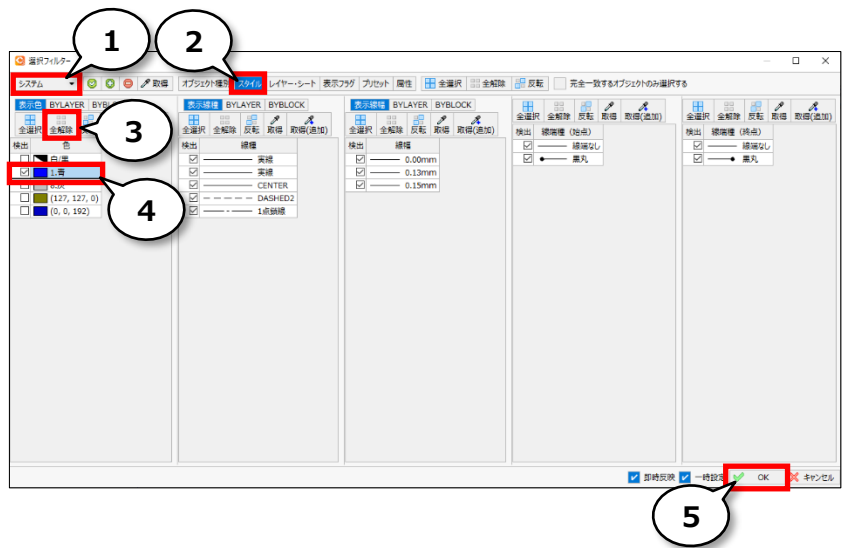 1
2
選択フィルター
システム 取得 オブジェクト種別 スタイル レイヤー・シート 表示フラグ プリセット 属性 全選択 全解除 反転 完全一致するオブジェクトのみ選択する
表示色 BYLAYER 表示線種 BYLAYER BYBLOCK 表示線幅 BYLAYER BYBLOCK
全選択 全解除 全選択 全解除 反転 取得 取得(追加) 全選択 全解除 反転 取得 取得(追加) 全選択 全解除 反転 取得 取得(追加) 全選択 全解除 反転 取得 取得(追加)
3
検出 色 検出 線種 検出 線幅 検出 線端種 (始点) 検出 線端種 (終点)
白/黒 実線 0.00mm 線端なし 線端なし
1.青 実線 0.13mm 黒丸 黒丸
CENTER 0.15mm
(127, 127, 0) DASHED2
(0, 0, 192) 1点鎖線
4
即時反映 一時設定 OK キャンセル
5